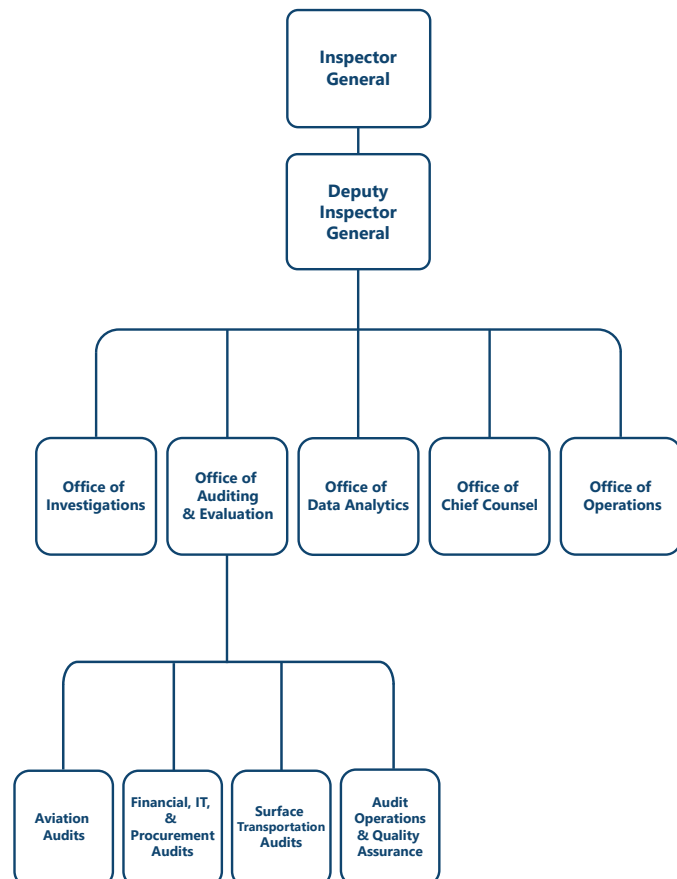 Inspector
General
Deputy
Inspector
General
Office of
Investigations
Office of
Auditing
& Evaluation
Office of
Data Analytics
Office of
Chief Counsel
Office of
Operations
Aviation
Audits
Financial, IT,
&
Procurement
Audits
Surface
Transportation
Audits
Audit
Operations
& Quality
Assurance